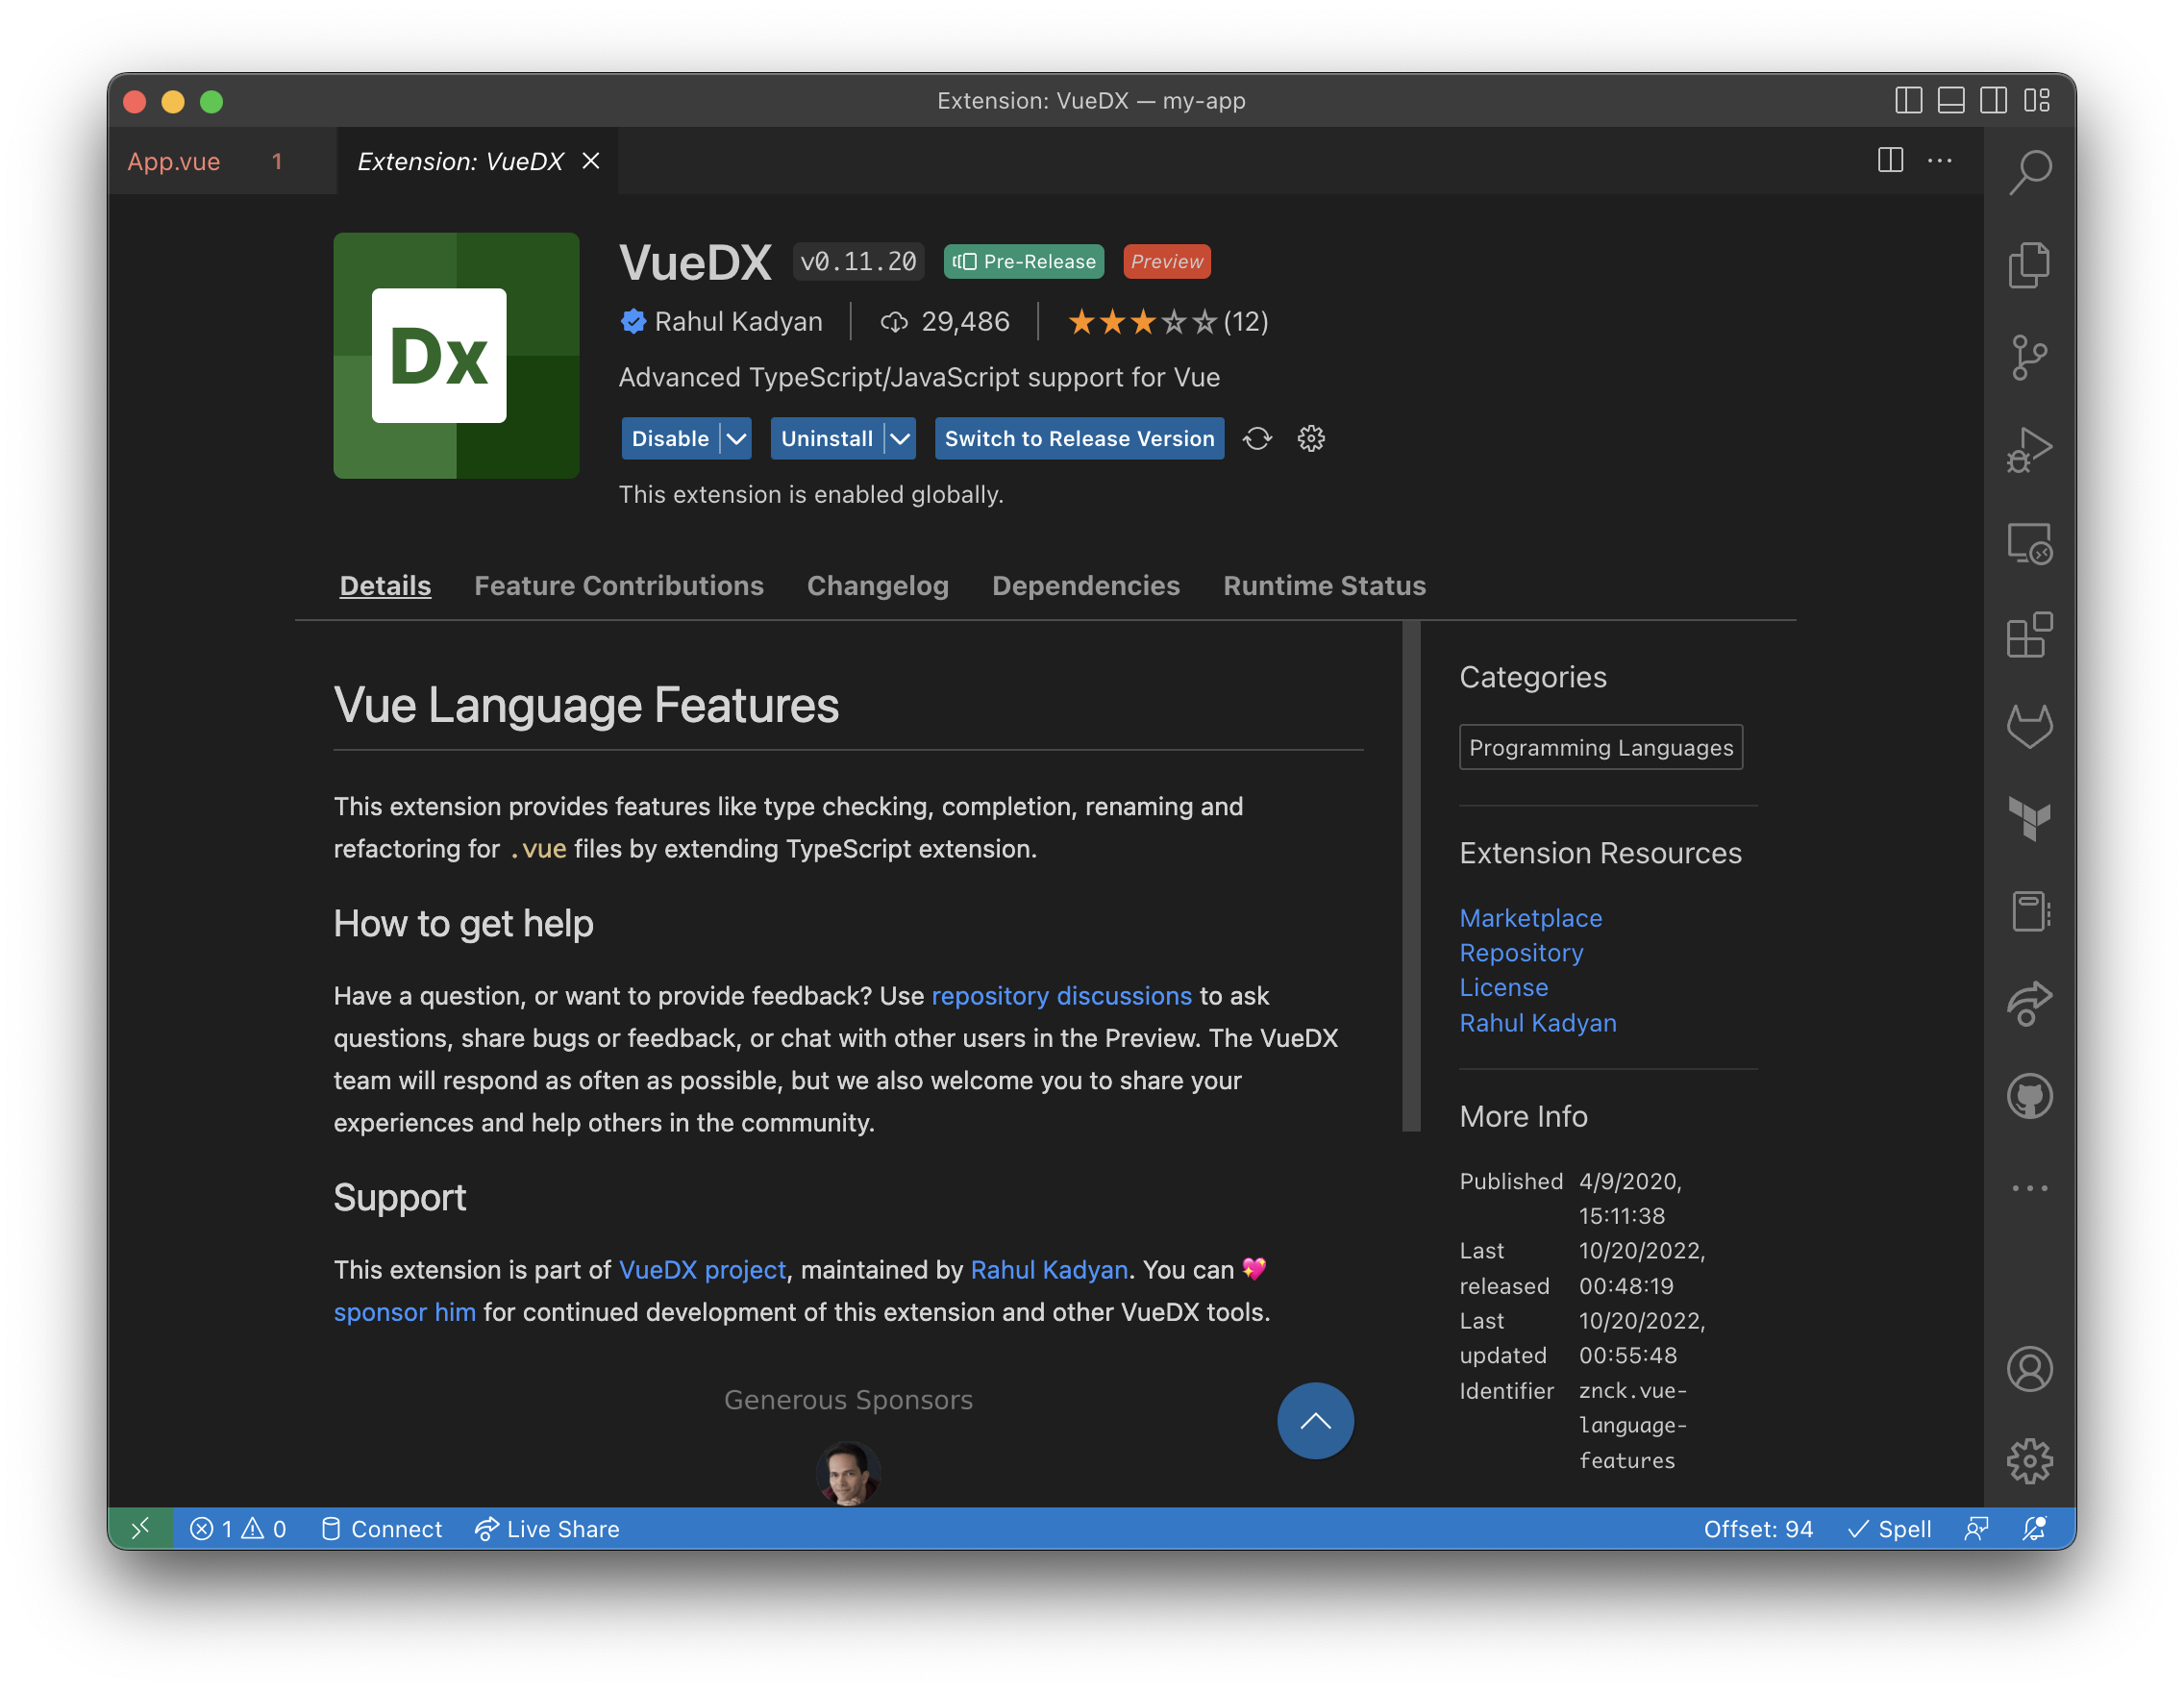 Extension: VueDX — my-app
App.vue 1
Extension: VueDX
Dx
VueDX v0.11.20 Pre-Release Preview
Rahul Kadyan 29,486 (12)
Advanced TypeScript/JavaScript support for Vue
Disable Uninstall Switch to Release Version
This extension is enabled globally.
Details Feature Contributions Changelog Dependencies Runtime Status
Vue Language Features
This extension provides features like type checking, completion, renaming and
refactoring for .vue files by extending TypeScript extension.
How to get help
Have a question, or want to provide feedback? Use repository discussions to ask
questions, share bugs or feedback, or chat with other users in the Preview. The VueDX
team will respond as often as possible, but we also welcome you to share your
experiences and help others in the community.
Support
This extension is part of VueDX project, maintained by Rahul Kadyan. You can 💖
sponsor him for continued development of this extension and other VueDX tools.
Generous Sponsors
Categories
Programming Languages
Extension Resources
Marketplace
Repository
License
Rahul Kadyan
More Info
Published 4/9/2020,
15:11:38
Last 10/20/2022,
released 00:48:19
Last 10/20/2022,
updated 00:55:48
Identifier znck.vue-
language-
features
1 0 Connect Live Share Offset: 94 Spell